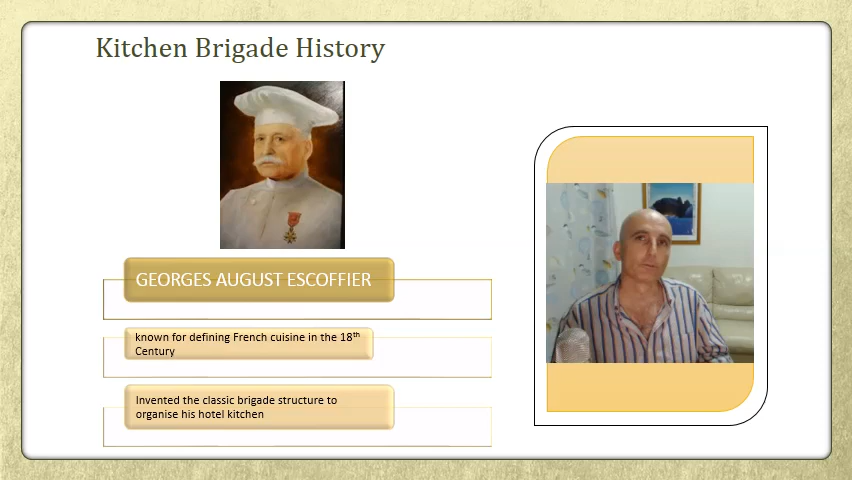 Kitchen Brigade History
GEORGES AUGUST ESCOFFIER
known for defining French cuisine in the 18th
Century
Invented the classic brigade structure to
organise his hotel kitchen